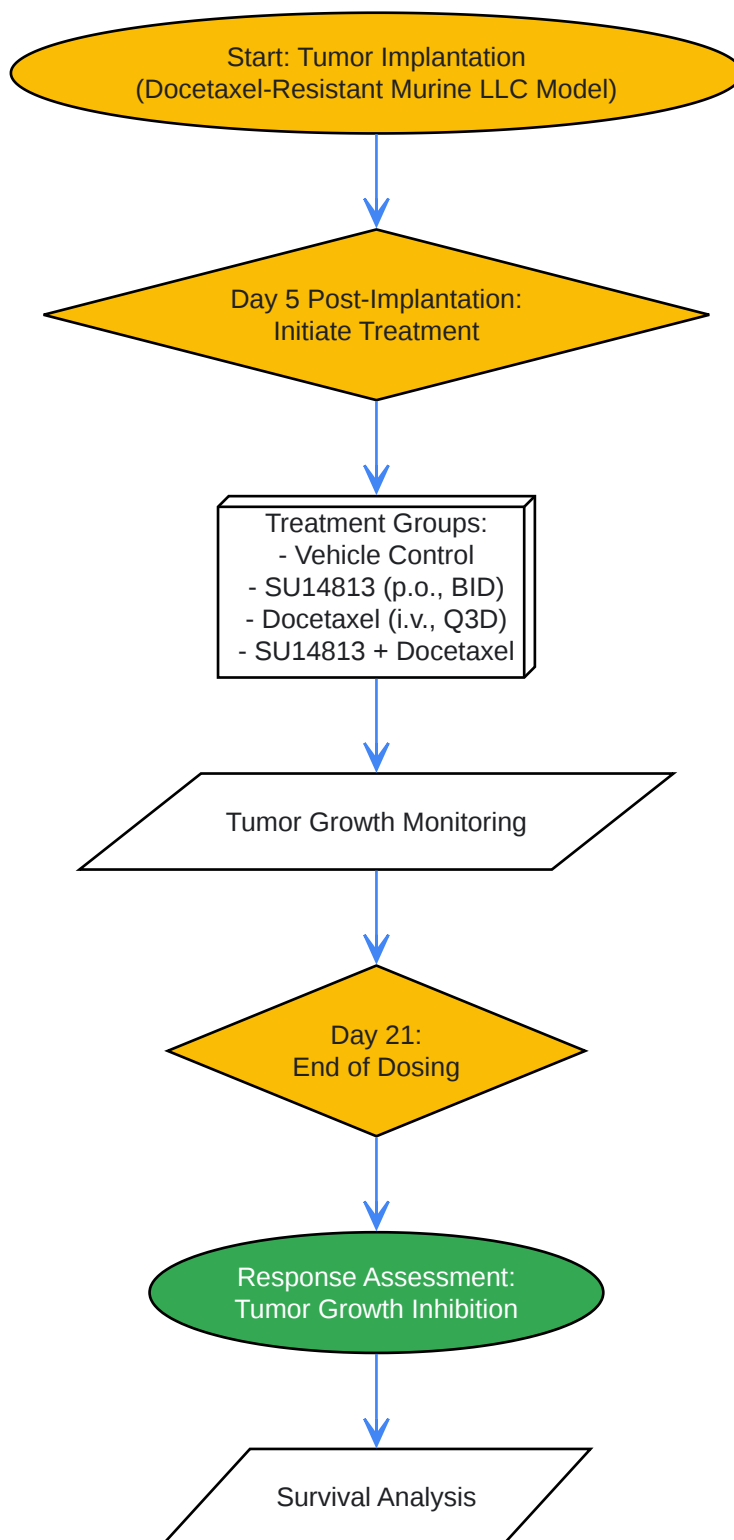 Start: Tumor Implantation
(Docetaxel-Resistant Murine LLC Model)
Day 5 Post-Implantation:
Initiate Treatment
Treatment Groups:
- Vehicle Control
- SU14813 (p.o., BID)
- Docetaxel (i.v., Q3D)
- SU14813 + Docetaxel
Tumor Growth Monitoring
Day 21:
End of Dosing
Response Assessment:
Tumor Growth Inhibition
Survival Analysis